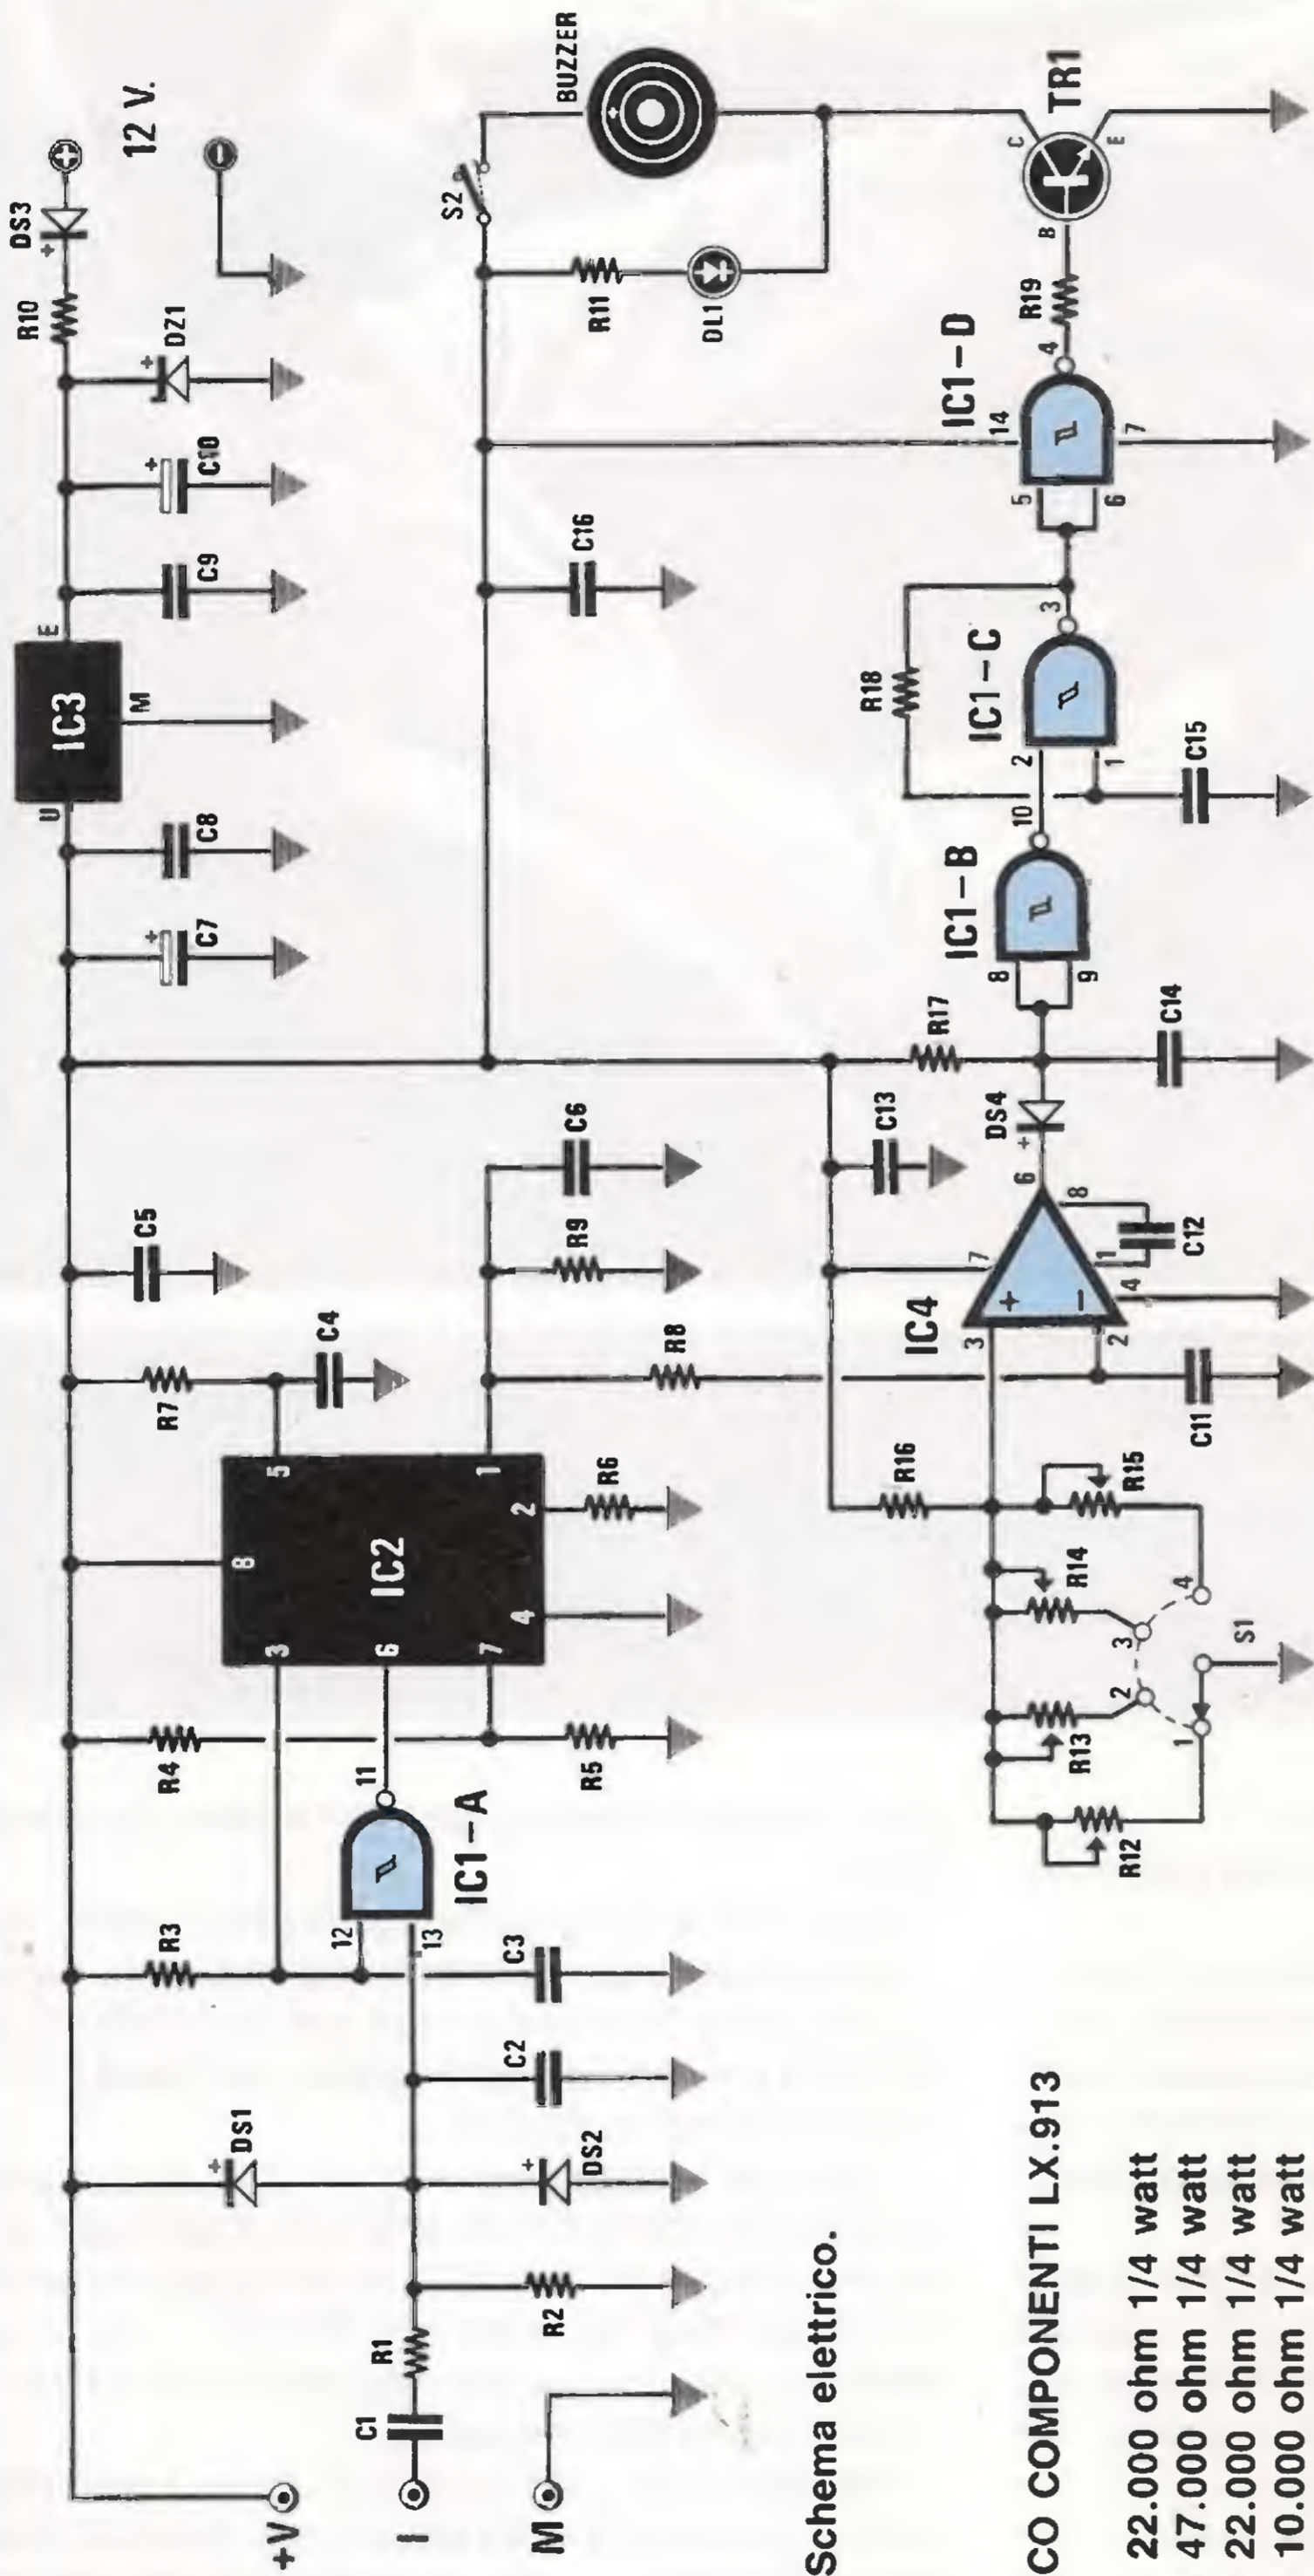 DS3
R10
12 V.
IC3
U
E
M
DZ1
C10
C9
C8
C7
C5
R7
C4
IC2
8
3
6
7
4
2
1
5
R4
R5
R6
R3
11
IC1-A
12
13
C3
C2
DS1
DS2
R2
R1
C1
+V
I
M
S2
BUZZER
R11
DL1
C16
C6
R9
R8
C
TR1
B
E
R19
IC1-D
14
4
5
6
7
R18
IC1-C
3
2
1
C15
10
IC1-B
8
9
R17
C14
C13
DS4
IC4
7
6
8
3
2
1
4
C12
C11
R16
R15
R14
R13
R12
1
2
3
4
S1
Schema elettrico.
CO COMPONENTI LX.913
22.000 ohm 1/4 watt
47.000 ohm 1/4 watt
22.000 ohm 1/4 watt
10.000 ohm 1/4 watt